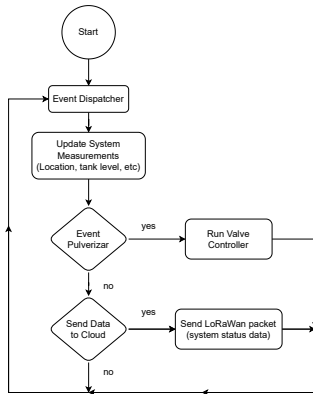 Start
Event Dispatcher
Update System
Measurements
(Location, tank level, etc)
Event
Pulverizar
yes
Run Valve
Controller
no
Send Data
to Cloud
yes
Send LoRaWan packet
(system status data)
no